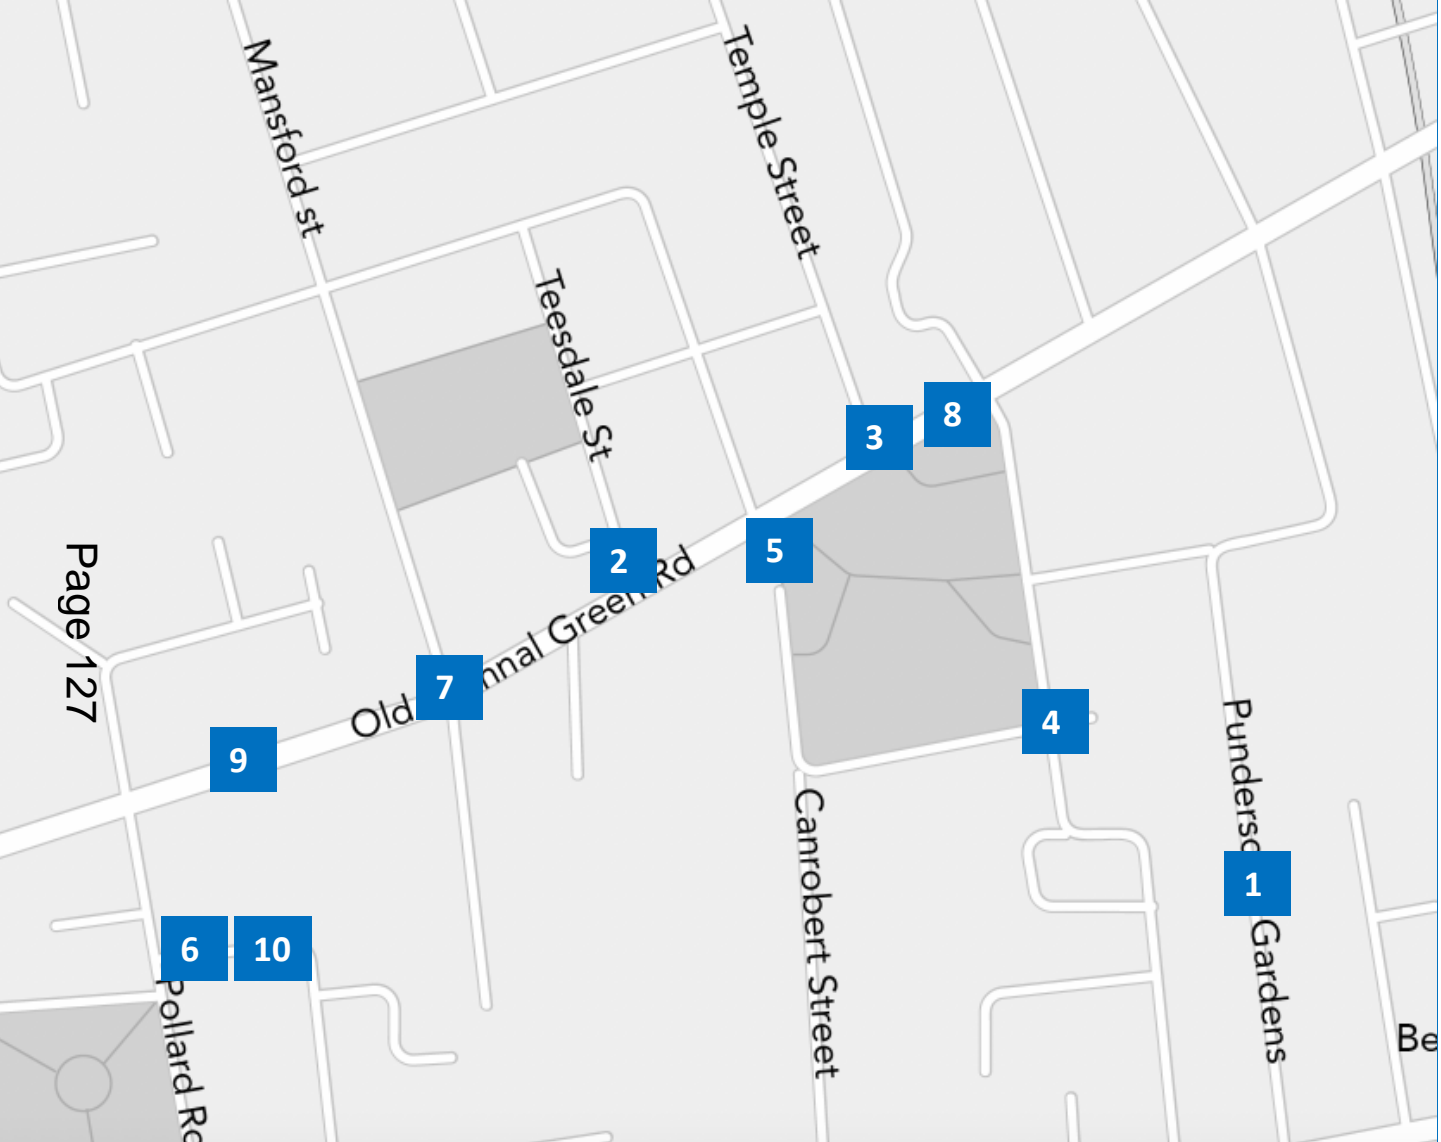 Mansford st
Temple Street
Teesdale St
8
3
5
2
Rd
Old nnal Green
Page 127
7
4
9
Punders Gardens
1
Canrobert Street
6
10
Pollard Ro
Be